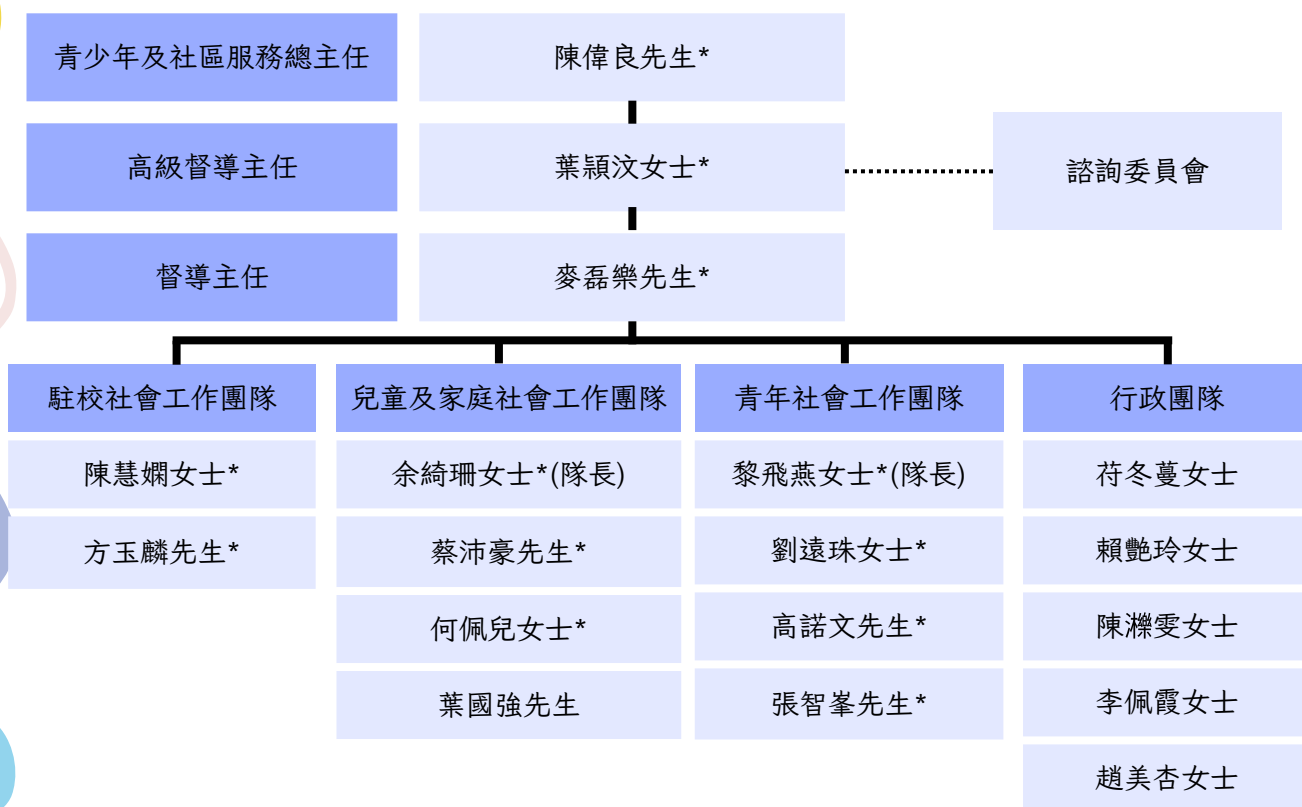 青少年及社區服務總主任
陳偉良先生*
高級督導主任
葉頴汶女士*
諮詢委員會
督導主任
麥磊樂先生*
駐校社會工作團隊
陳慧嫻女士*
方玉麟先生*
兒童及家庭社會工作團隊
余綺珊女士*(隊長)
蔡沛豪先生*
何佩兒女士*
葉國強先生
青年社會工作團隊
黎飛燕女士*(隊長)
劉遠珠女士*
高諾文先生*
張智峯先生*
行政團隊
苻冬蔓女士
賴艷玲女士
陳濼雯女士
李佩霞女士
趙美杏女士